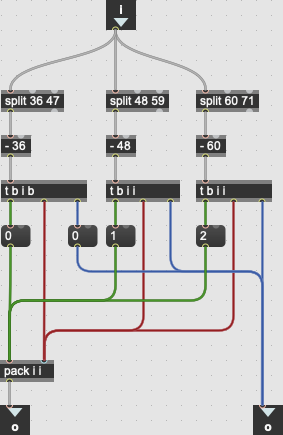 i
split 36 47 split 48 59 split 60 71
- 36 - 48 - 60
t b i b t b i i t b i i
0 0 1 2
pack i i
o o